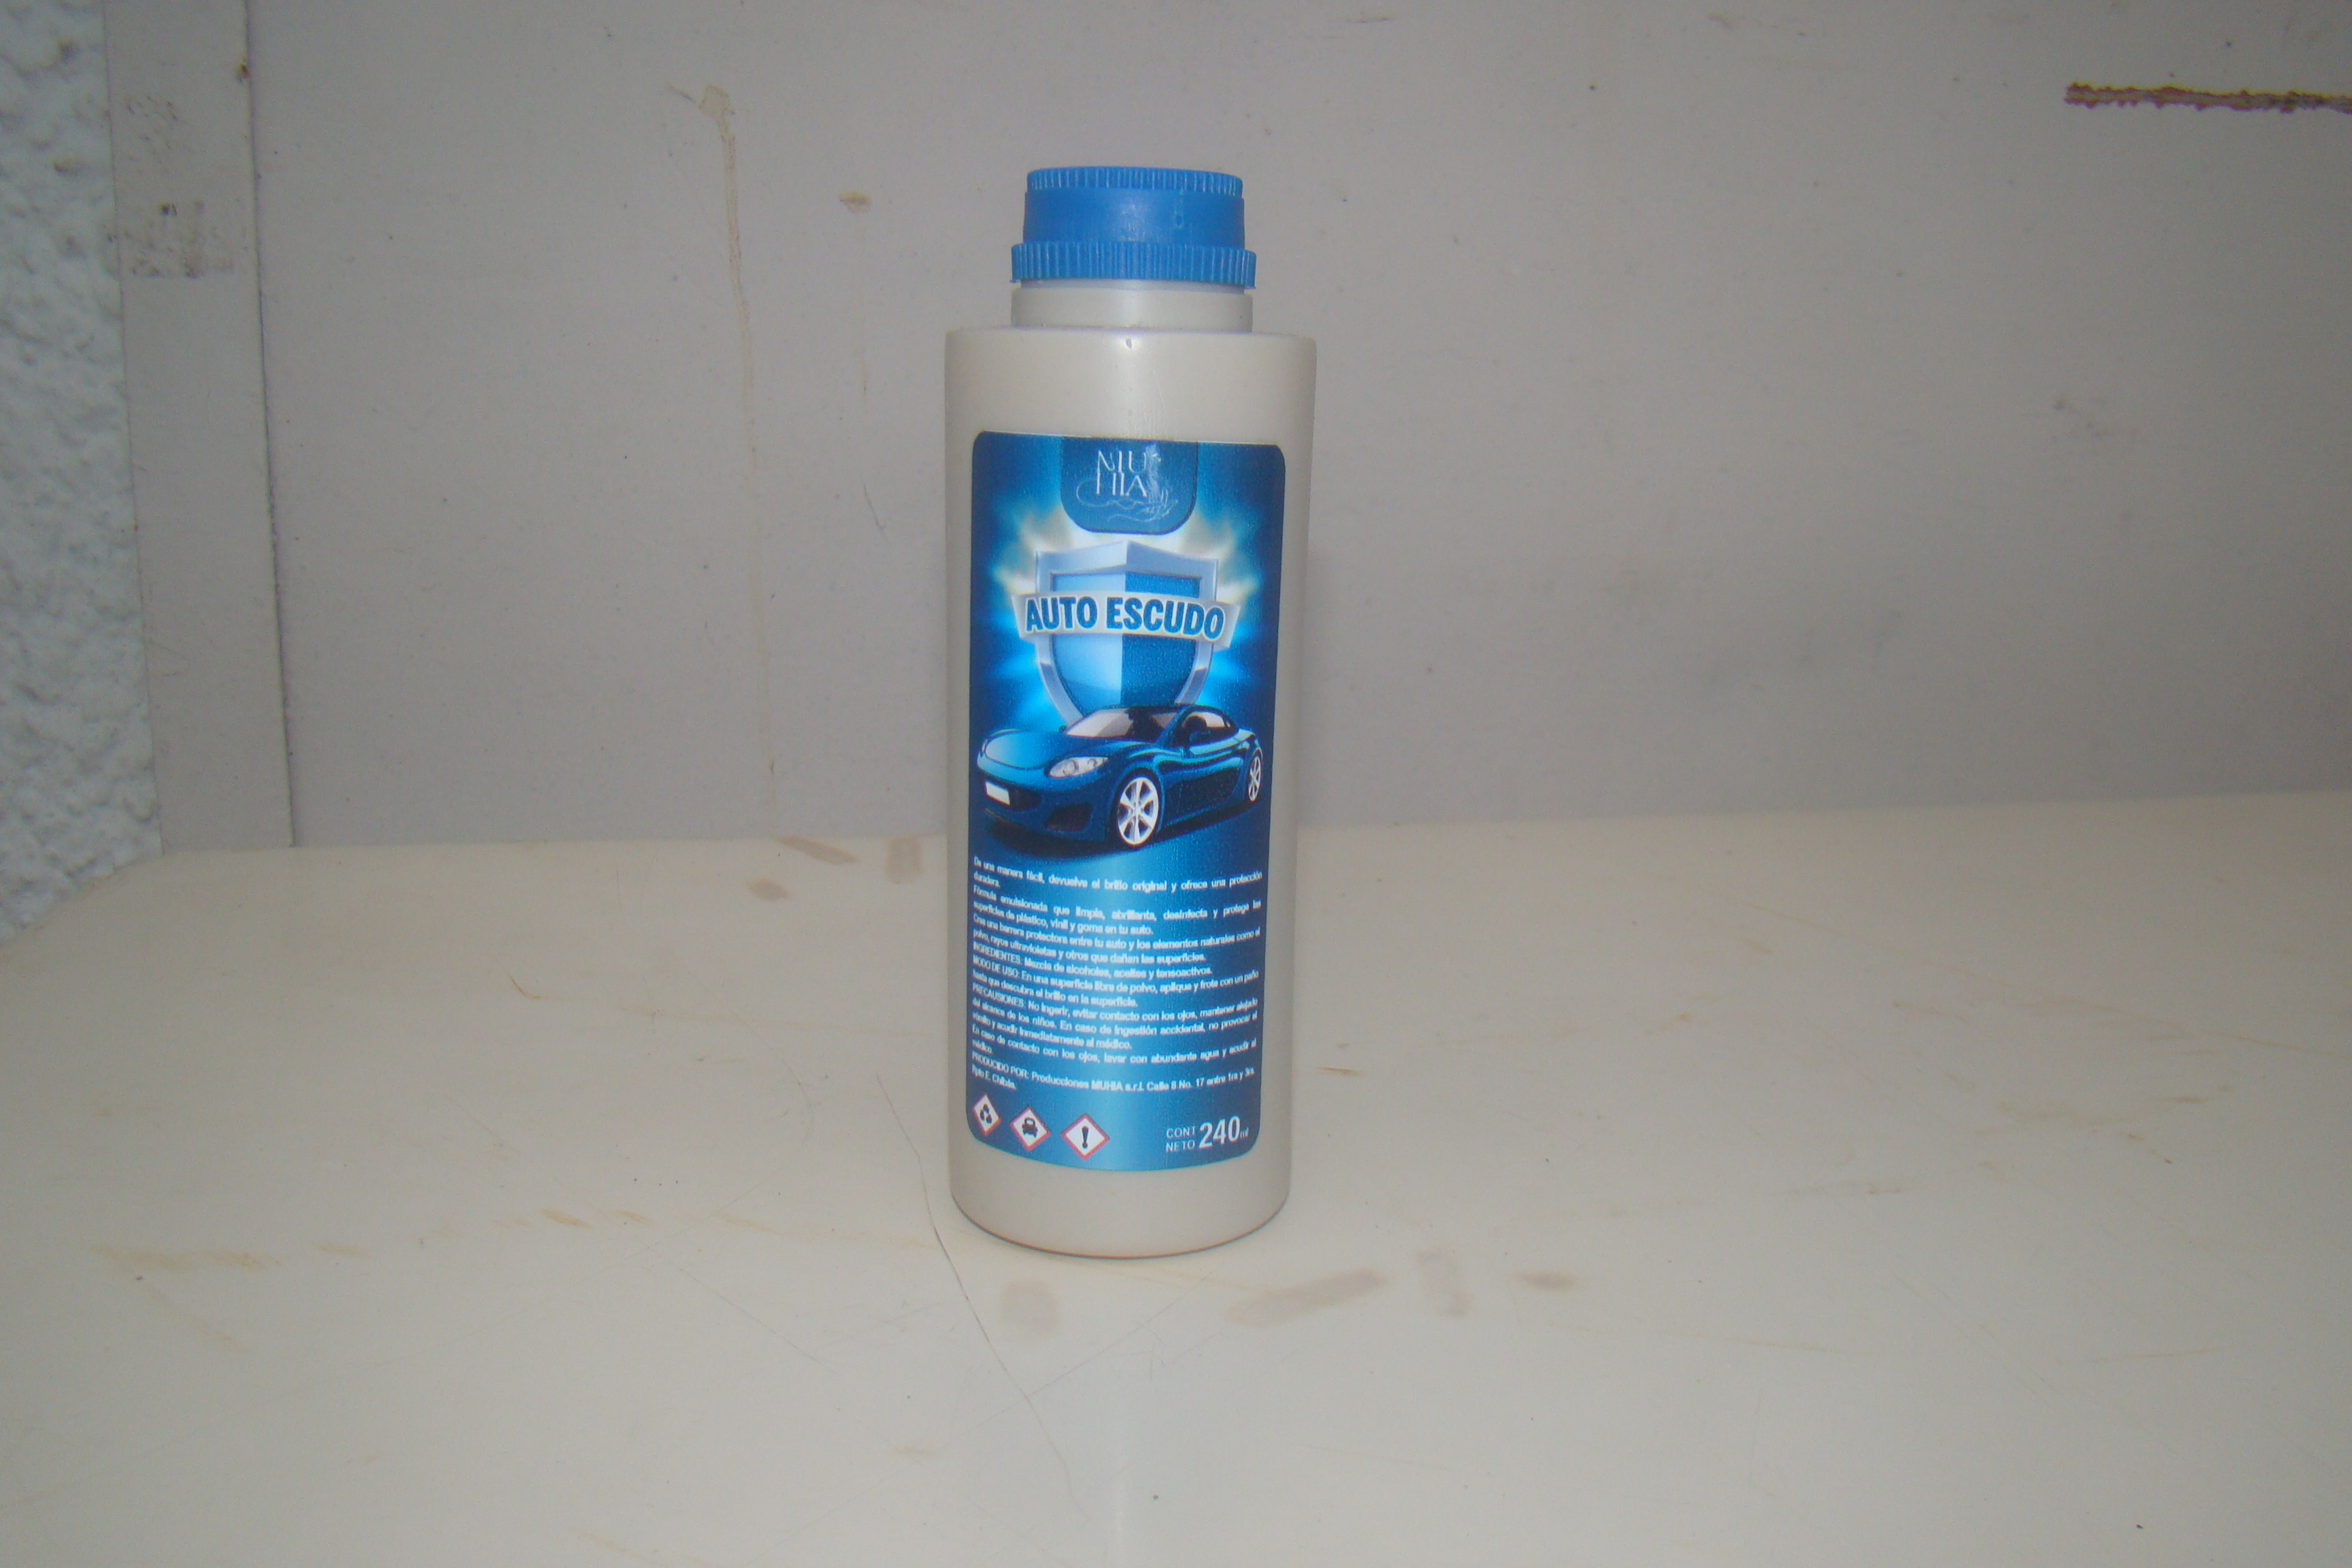 MU
HIA
AUTO ESCUDO
De una manera fácil, devuelve el brillo original y ofrece una protección
duradera.
Fórmula emulsionada que limpia, abrillanta, desinfecta y protege las
superficies de plástico, vinil y goma en tu auto.
Crea una barrera protectora entre tu auto y los elementos naturales como el
polvo, rayos ultravioletas y otros que dañan las superficies.
INGREDIENTES: Mezcla de alcoholes, aceites y tensoactivos.
MODO DE USO: En una superficie libre de polvo, aplique y frote con un paño
hasta que descubra el brillo en la superficie.
PRECAUSIONES: No ingerir, evitar contacto con los ojos, mantener alejado
del alcance de los niños. En caso de ingestión accidental, no provocar el
vómito y acudir inmediatamente al médico.
En caso de contacto con los ojos, lavar con abundante agua y acudir al
médico.
PRODUCIDO POR: Producciones MUHIA s.r.l. Calle 8 No. 17 entre 1ra y 3ra.
Rpto E. Chibás.
CONT
NETO 240 ml